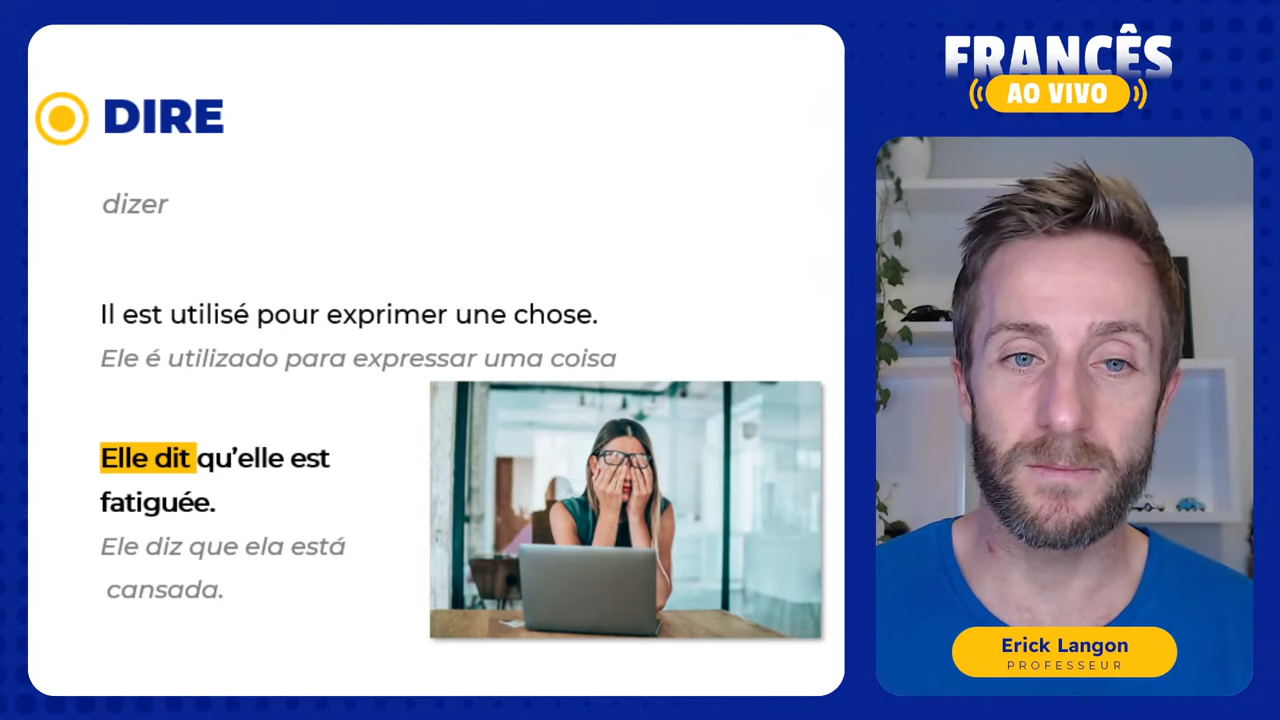 DIRE
dizer
Il est utilisé pour exprimer une chose.
Ele é utilizado para expressar uma coisa
Elle dit qu’elle est
fatiguée.
Ele diz que ela está
cansada.
FRANCÊS
AO VIVO
Erick Langon
PROFESSEUR